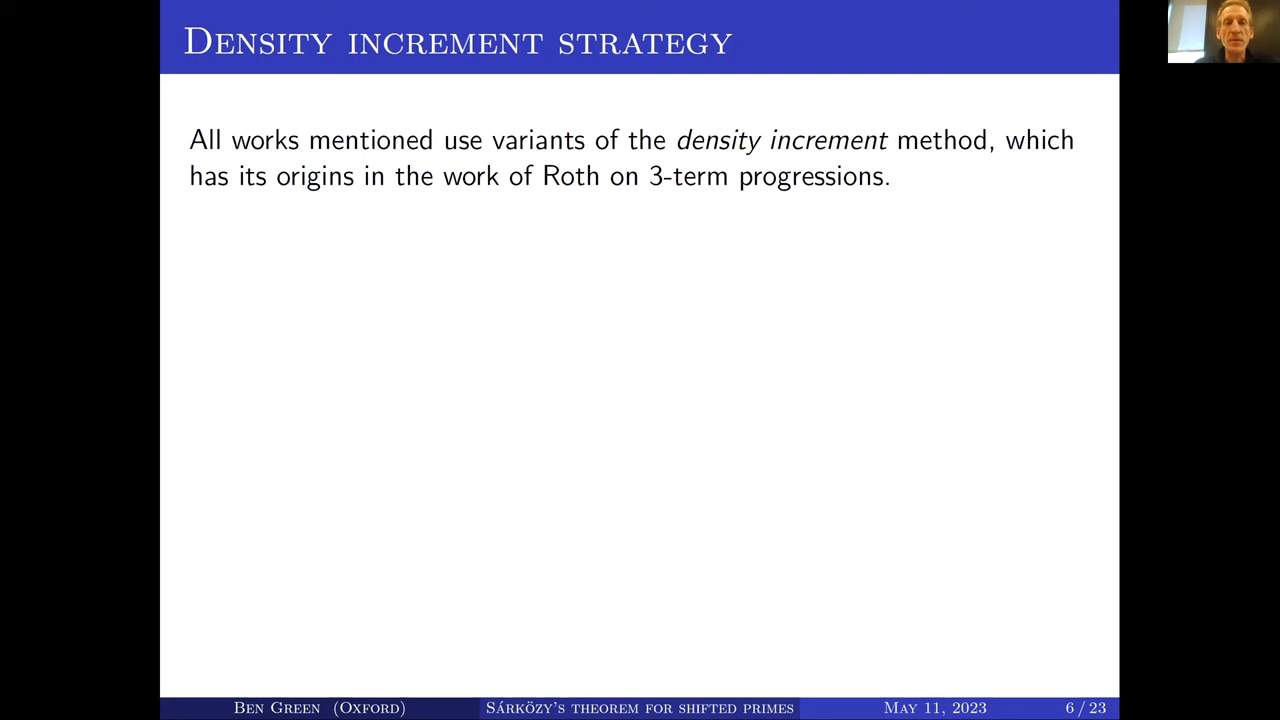 Density increment strategy
All works mentioned use variants of the density increment method, which
has its origins in the work of Roth on 3-term progressions.
Ben Green (Oxford) Sárközy's theorem for shifted primes May 11, 2023 6 / 23